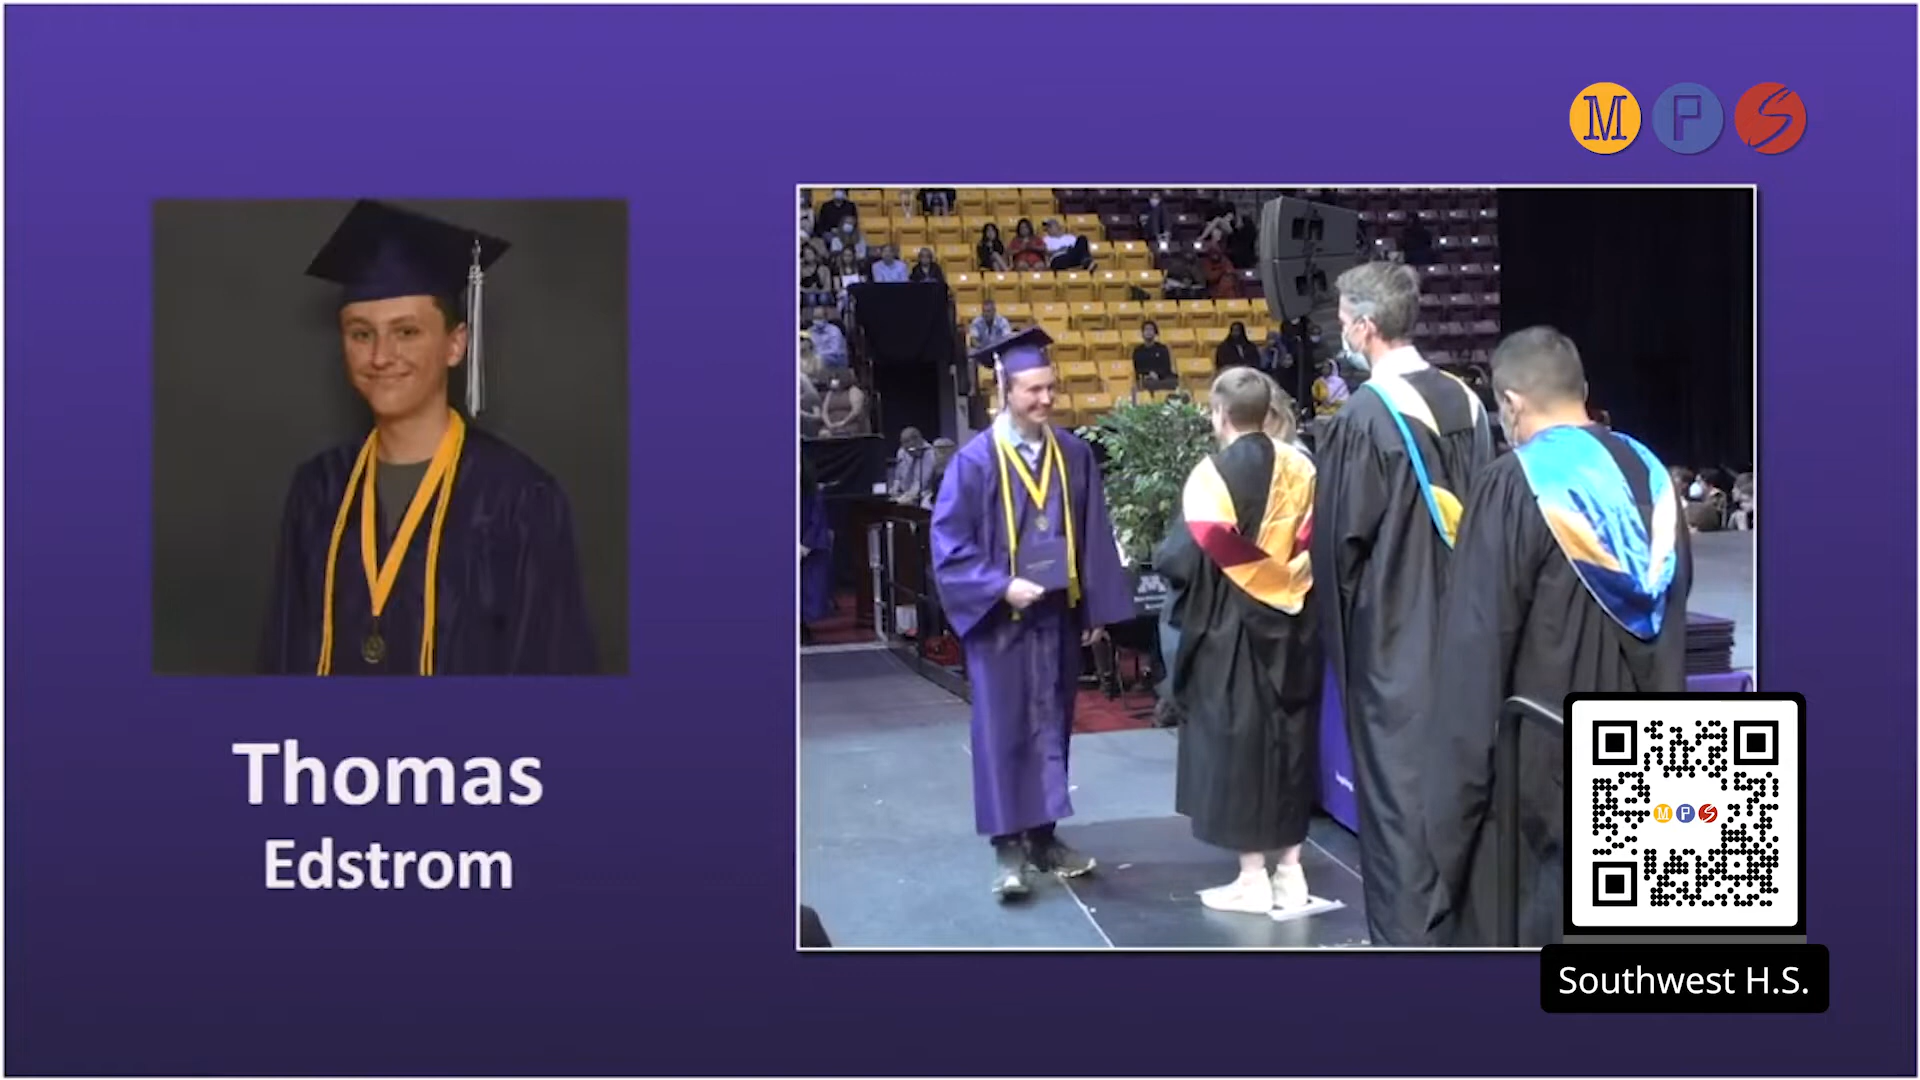 M P S
Thomas
Edstrom
M P S
Southwest H.S.